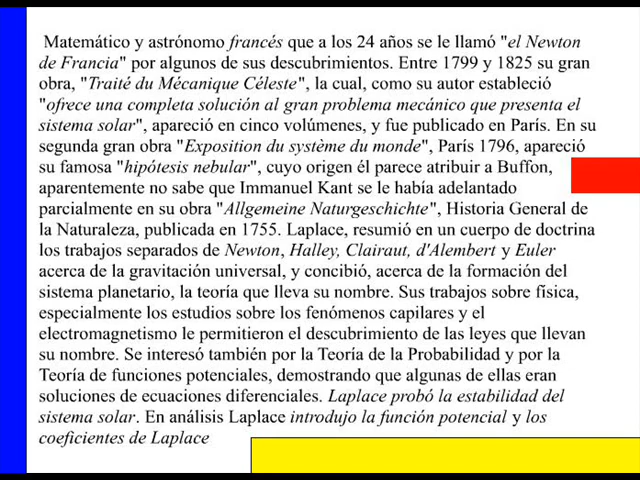 Matemático y astrónomo francés que a los 24 años se le llamó "el Newton
de Francia" por algunos de sus descubrimientos. Entre 1799 y 1825 su gran
obra, "Traité du Mécanique Céleste", la cual, como su autor estableció
"ofrece una completa solución al gran problema mecánico que presenta el
sistema solar", apareció en cinco volúmenes, y fue publicado en París. En su
segunda gran obra "Exposition du système du monde", París 1796, apareció
su famosa "hipótesis nebular", cuyo origen él parece atribuir a Buffon,
aparentemente no sabe que Immanuel Kant se le había adelantado
parcialmente en su obra "Allgemeine Naturgeschichte", Historia General de
la Naturaleza, publicada en 1755. Laplace, resumió en un cuerpo de doctrina
los trabajos separados de Newton, Halley, Clairaut, d'Alembert y Euler
acerca de la gravitación universal, y concibió, acerca de la formación del
sistema planetario, la teoría que lleva su nombre. Sus trabajos sobre física,
especialmente los estudios sobre los fenómenos capilares y el
electromagnetismo le permitieron el descubrimiento de las leyes que llevan
su nombre. Se interesó también por la Teoría de la Probabilidad y por la
Teoría de funciones potenciales, demostrando que algunas de ellas eran
soluciones de ecuaciones diferenciales. Laplace probó la estabilidad del
sistema solar. En análisis Laplace introdujo la función potencial y los
coeficientes de Laplace